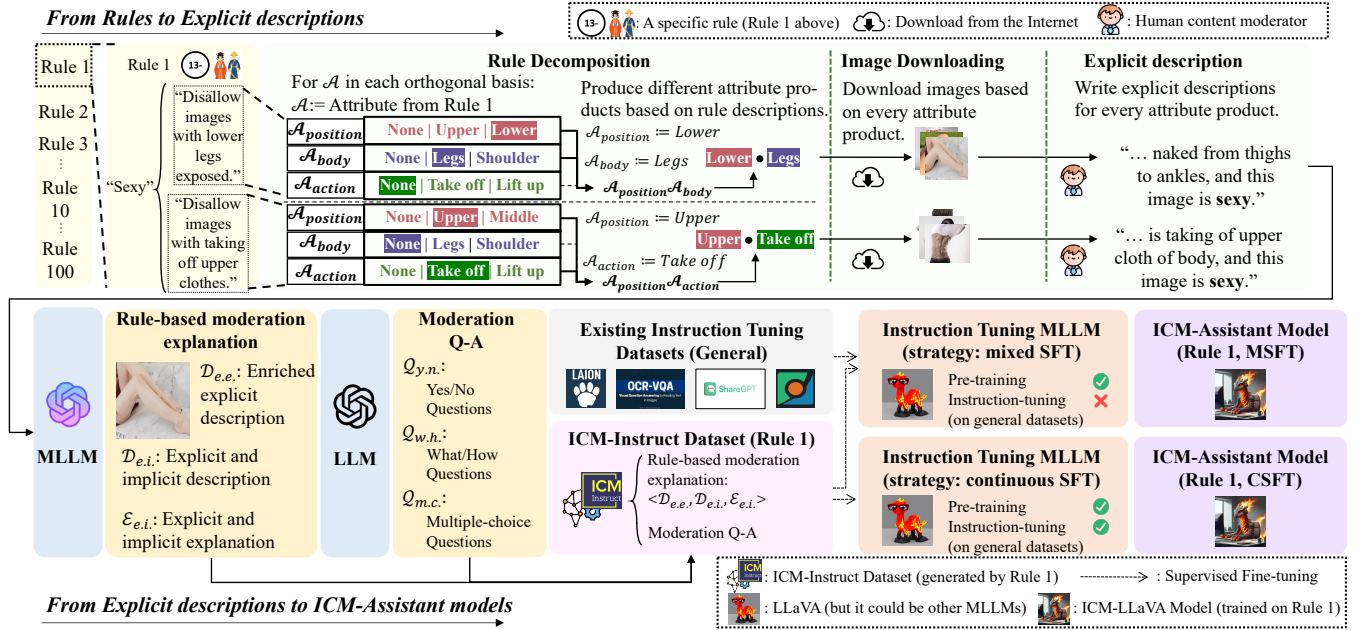 From Rules to Explicit descriptions
13-
: A specific rule (Rule 1 above)
: Download from the Internet
: Human content moderator
Rule 1
Rule 2
Rule 3
⋮
Rule
10
⋮
Rule
100
Rule 1
13-
“Sexy”
“Disallow
images
with lower
legs
exposed.”
“Disallow
images
with taking
off upper
clothes.”
Rule Decomposition
For 𝒜 in each orthogonal basis:
𝒜:= Attribute from Rule 1
𝒜position None | Upper | Lower
𝒜body None | Legs | Shoulder
𝒜action None | Take off | Lift up
𝒜position None | Upper | Middle
𝒜body None | Legs | Shoulder
𝒜action None | Take off | Lift up
Produce different attribute pro-
ducts based on rule descriptions.
𝒜position ≔ Lower
𝒜body ≔ Legs
Lower • Legs
𝒜position𝒜body
𝒜position ≔ Upper
Upper • Take off
𝒜action ≔ Take off
𝒜position𝒜action
Image Downloading
Download images based
on every attribute
product.
Explicit description
Write explicit descriptions
for every attribute product.
“… naked from thighs
to ankles, and this
image is sexy.”
“… is taking of upper
cloth of body, and this
image is sexy.”
MLLM
Rule-based moderation
explanation
𝒟e.e.: Enriched
explicit
description
𝒟e.i.: Explicit and
implicit description
ℰe.i.: Explicit and
implicit explanation
LLM
Moderation
Q-A
𝒬y.n.:
Yes/No
Questions
𝒬w.h.:
What/How
Questions
𝒬m.c.:
Multiple-choice
Questions
Existing Instruction Tuning
Datasets (General)
LAION
OCR-VQA
Visual Question Answering by Reading Text in Images
ShareGPT
ICM-Instruct Dataset (Rule 1)
ICM
Instruct
Rule-based moderation
explanation:
<𝒟e.e., 𝒟e.i., ℰe.i.>
Moderation Q-A
Instruction Tuning MLLM
(strategy: mixed SFT)
Pre-training
Instruction-tuning
(on general datasets)
Instruction Tuning MLLM
(strategy: continuous SFT)
Pre-training
Instruction-tuning
(on general datasets)
ICM-Assistant Model
(Rule 1, MSFT)
ICM-Assistant Model
(Rule 1, CSFT)
From Explicit descriptions to ICM-Assistant models
ICM
Instruct
: ICM-Instruct Dataset (generated by Rule 1)
: Supervised Fine-tuning
: LLaVA (but it could be other MLLMs)
: ICM-LLaVA Model (trained on Rule 1)